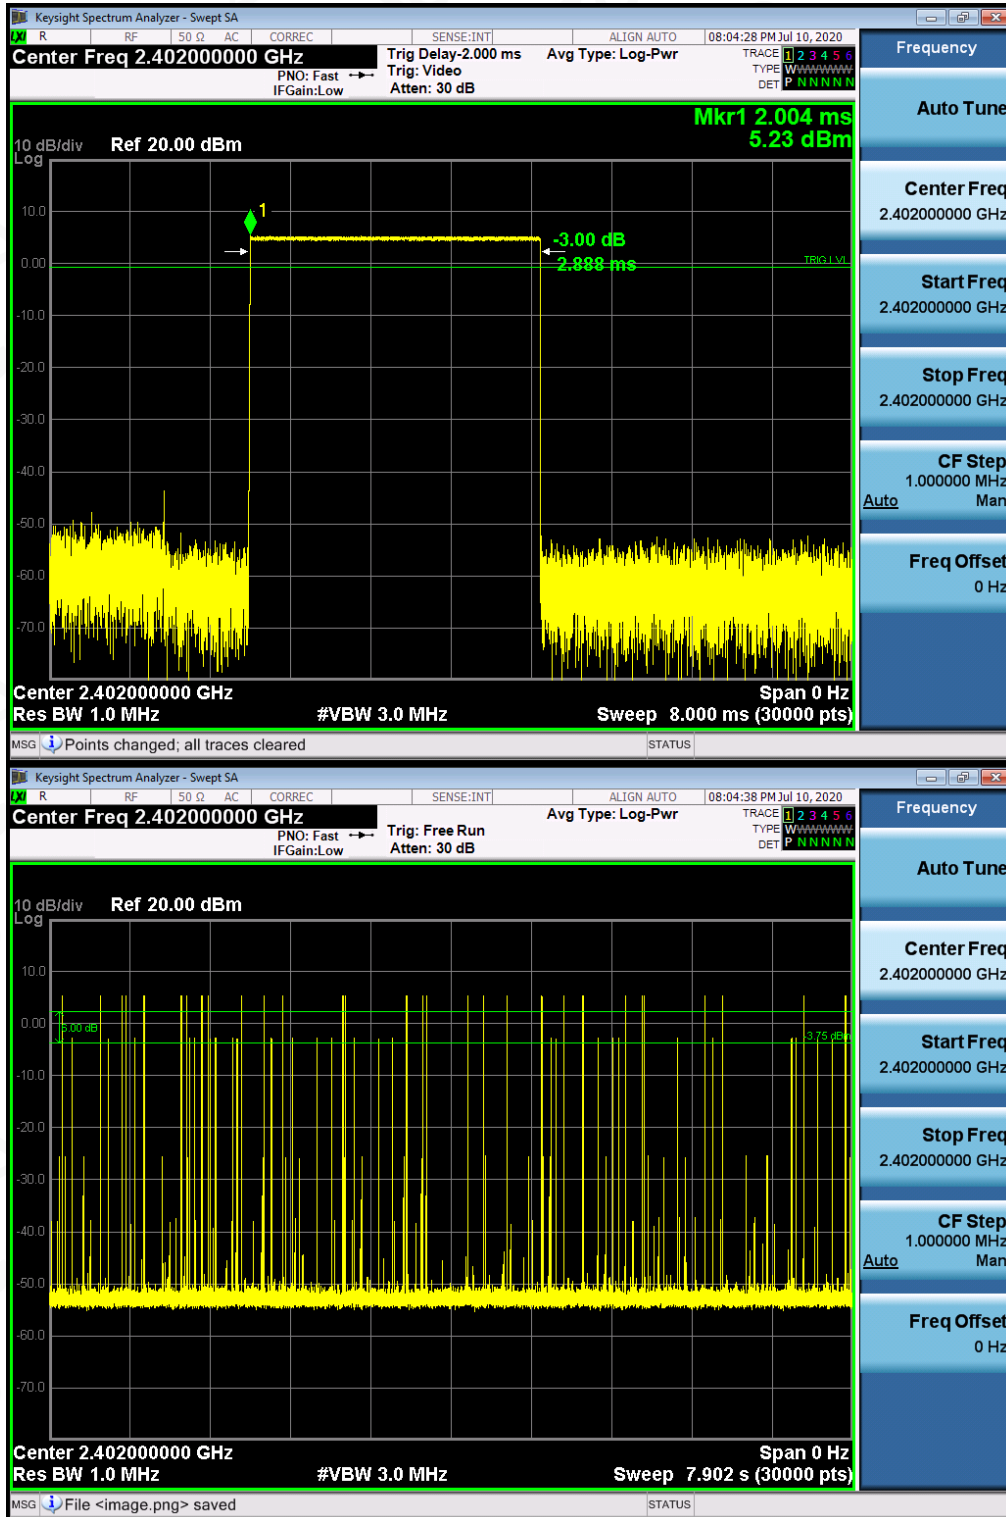 Keysight Spectrum Analyzer - Swept SA
LXI R RF 50 Ω AC CORREC SENSE:INT ALIGN AUTO 08:04:28 PM Jul 10, 2020
Center Freq 2.402000000 GHz
PNO: Fast
IFGain:Low
Trig Delay-2.000 ms
Trig: Video
Atten: 30 dB
Avg Type: Log-Pwr
TRACE 1 2 3 4 5 6
TYPE WWWWWW
DET P N N N N N
Mkr1 2.004 ms
5.23 dBm
10 dB/div Ref 20.00 dBm
Log
10.0
0.00
-10.0
-20.0
-30.0
-40.0
-50.0
-60.0
-70.0
1
-3.00 dB
2.888 ms
TRIG LVL
Center 2.402000000 GHz Span 0 Hz
Res BW 1.0 MHz #VBW 3.0 MHz Sweep 8.000 ms (30000 pts)
MSG Points changed; all traces cleared STATUS
Frequency
Auto Tune
Center Freq
2.402000000 GHz
Start Freq
2.402000000 GHz
Stop Freq
2.402000000 GHz
CF Step
1.000000 MHz
Auto Man
Freq Offset
0 Hz
Keysight Spectrum Analyzer - Swept SA
LXI R RF 50 Ω AC CORREC SENSE:INT ALIGN AUTO 08:04:38 PM Jul 10, 2020
Center Freq 2.402000000 GHz
PNO: Fast
IFGain:Low
Trig: Free Run
Atten: 30 dB
Avg Type: Log-Pwr
TRACE 1 2 3 4 5 6
TYPE WWWWWW
DET P N N N N N
10 dB/div Ref 20.00 dBm
Log
10.0
0.00
-10.0
-20.0
-30.0
-40.0
-50.0
-60.0
-70.0
6.00 dB
-3.75 dBm
Center 2.402000000 GHz Span 0 Hz
Res BW 1.0 MHz #VBW 3.0 MHz Sweep 7.902 s (30000 pts)
MSG File <image.png> saved STATUS
Frequency
Auto Tune
Center Freq
2.402000000 GHz
Start Freq
2.402000000 GHz
Stop Freq
2.402000000 GHz
CF Step
1.000000 MHz
Auto Man
Freq Offset
0 Hz